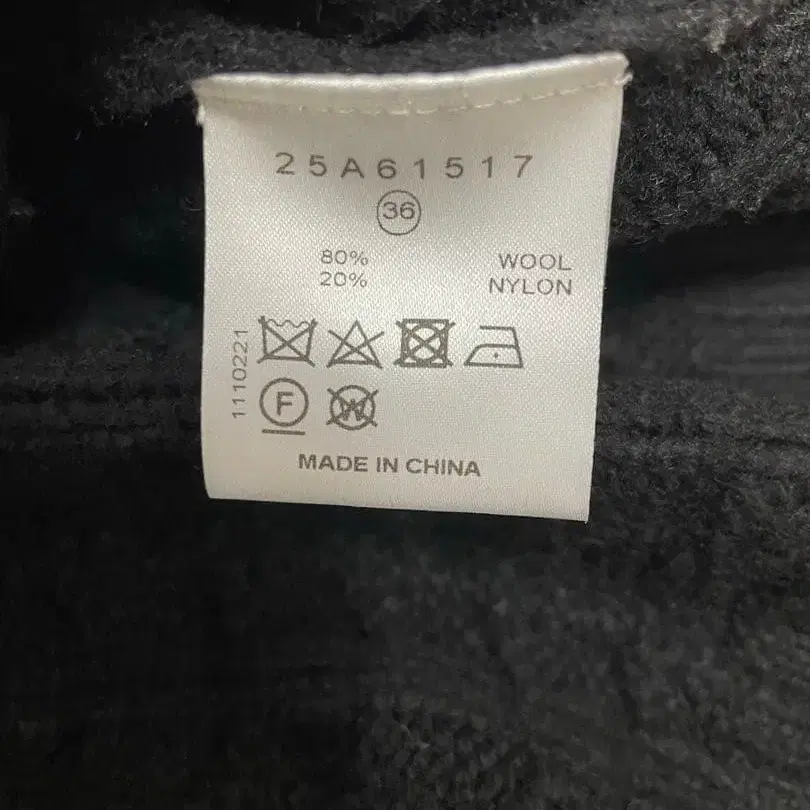 25A61517
36
80% WOOL
20% NYLON
1110221
F
W
MADE IN CHINA